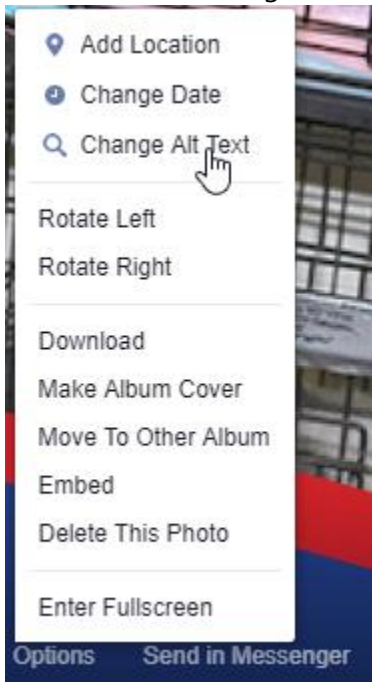 Add Location
Change Date
Change Alt Text
Rotate Left
Rotate Right
Download
Make Album Cover
Move To Other Album
Embed
Delete This Photo
Enter Fullscreen
Options Send in Messenger